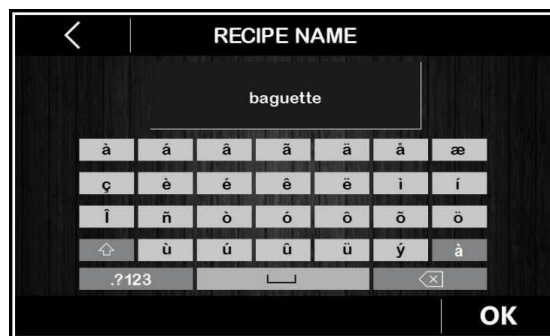 RECIPE NAME
baguette
à á â ã ä å æ
ç è é ê ë ì í
Î ñ ò ó ô õ ö
ù ú û ü ý à
.?123
OK